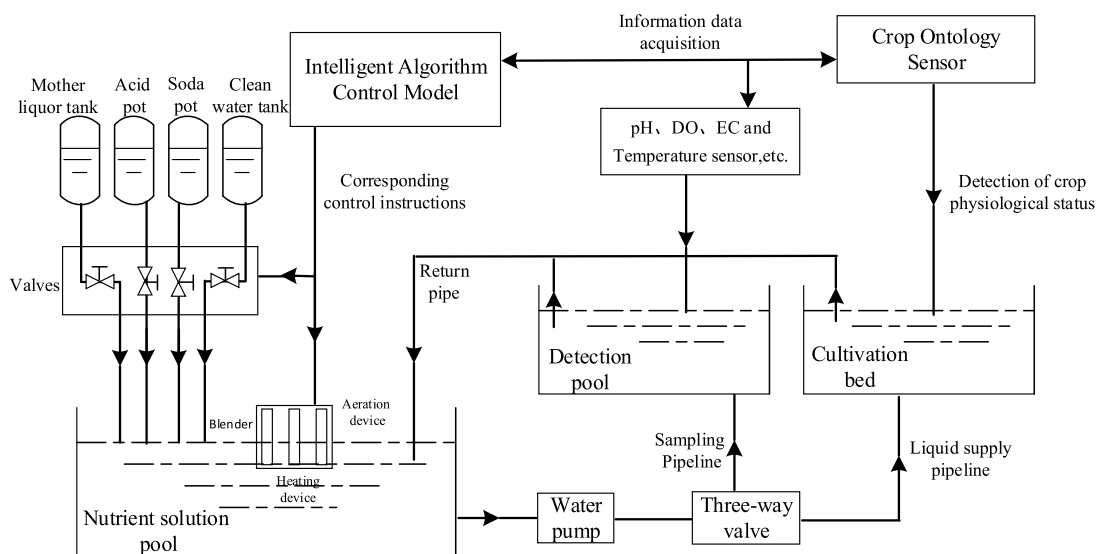 Information data
acquisition
Crop Ontology
Sensor
Intelligent Algorithm
Control Model
Mother
liquor tank
Acid
pot
Soda
pot
Clean
water tank
pH、DO、EC and
Temperature sensor,etc.
Corresponding
control instructions
Detection of crop
physiological status
Valves
Return
pipe
Detection
pool
Cultivation
bed
Blender
Aeration
device
Heating
device
Sampling
Pipeline
Liquid supply
pipeline
Nutrient solution
pool
Water
pump
Three-way
valve